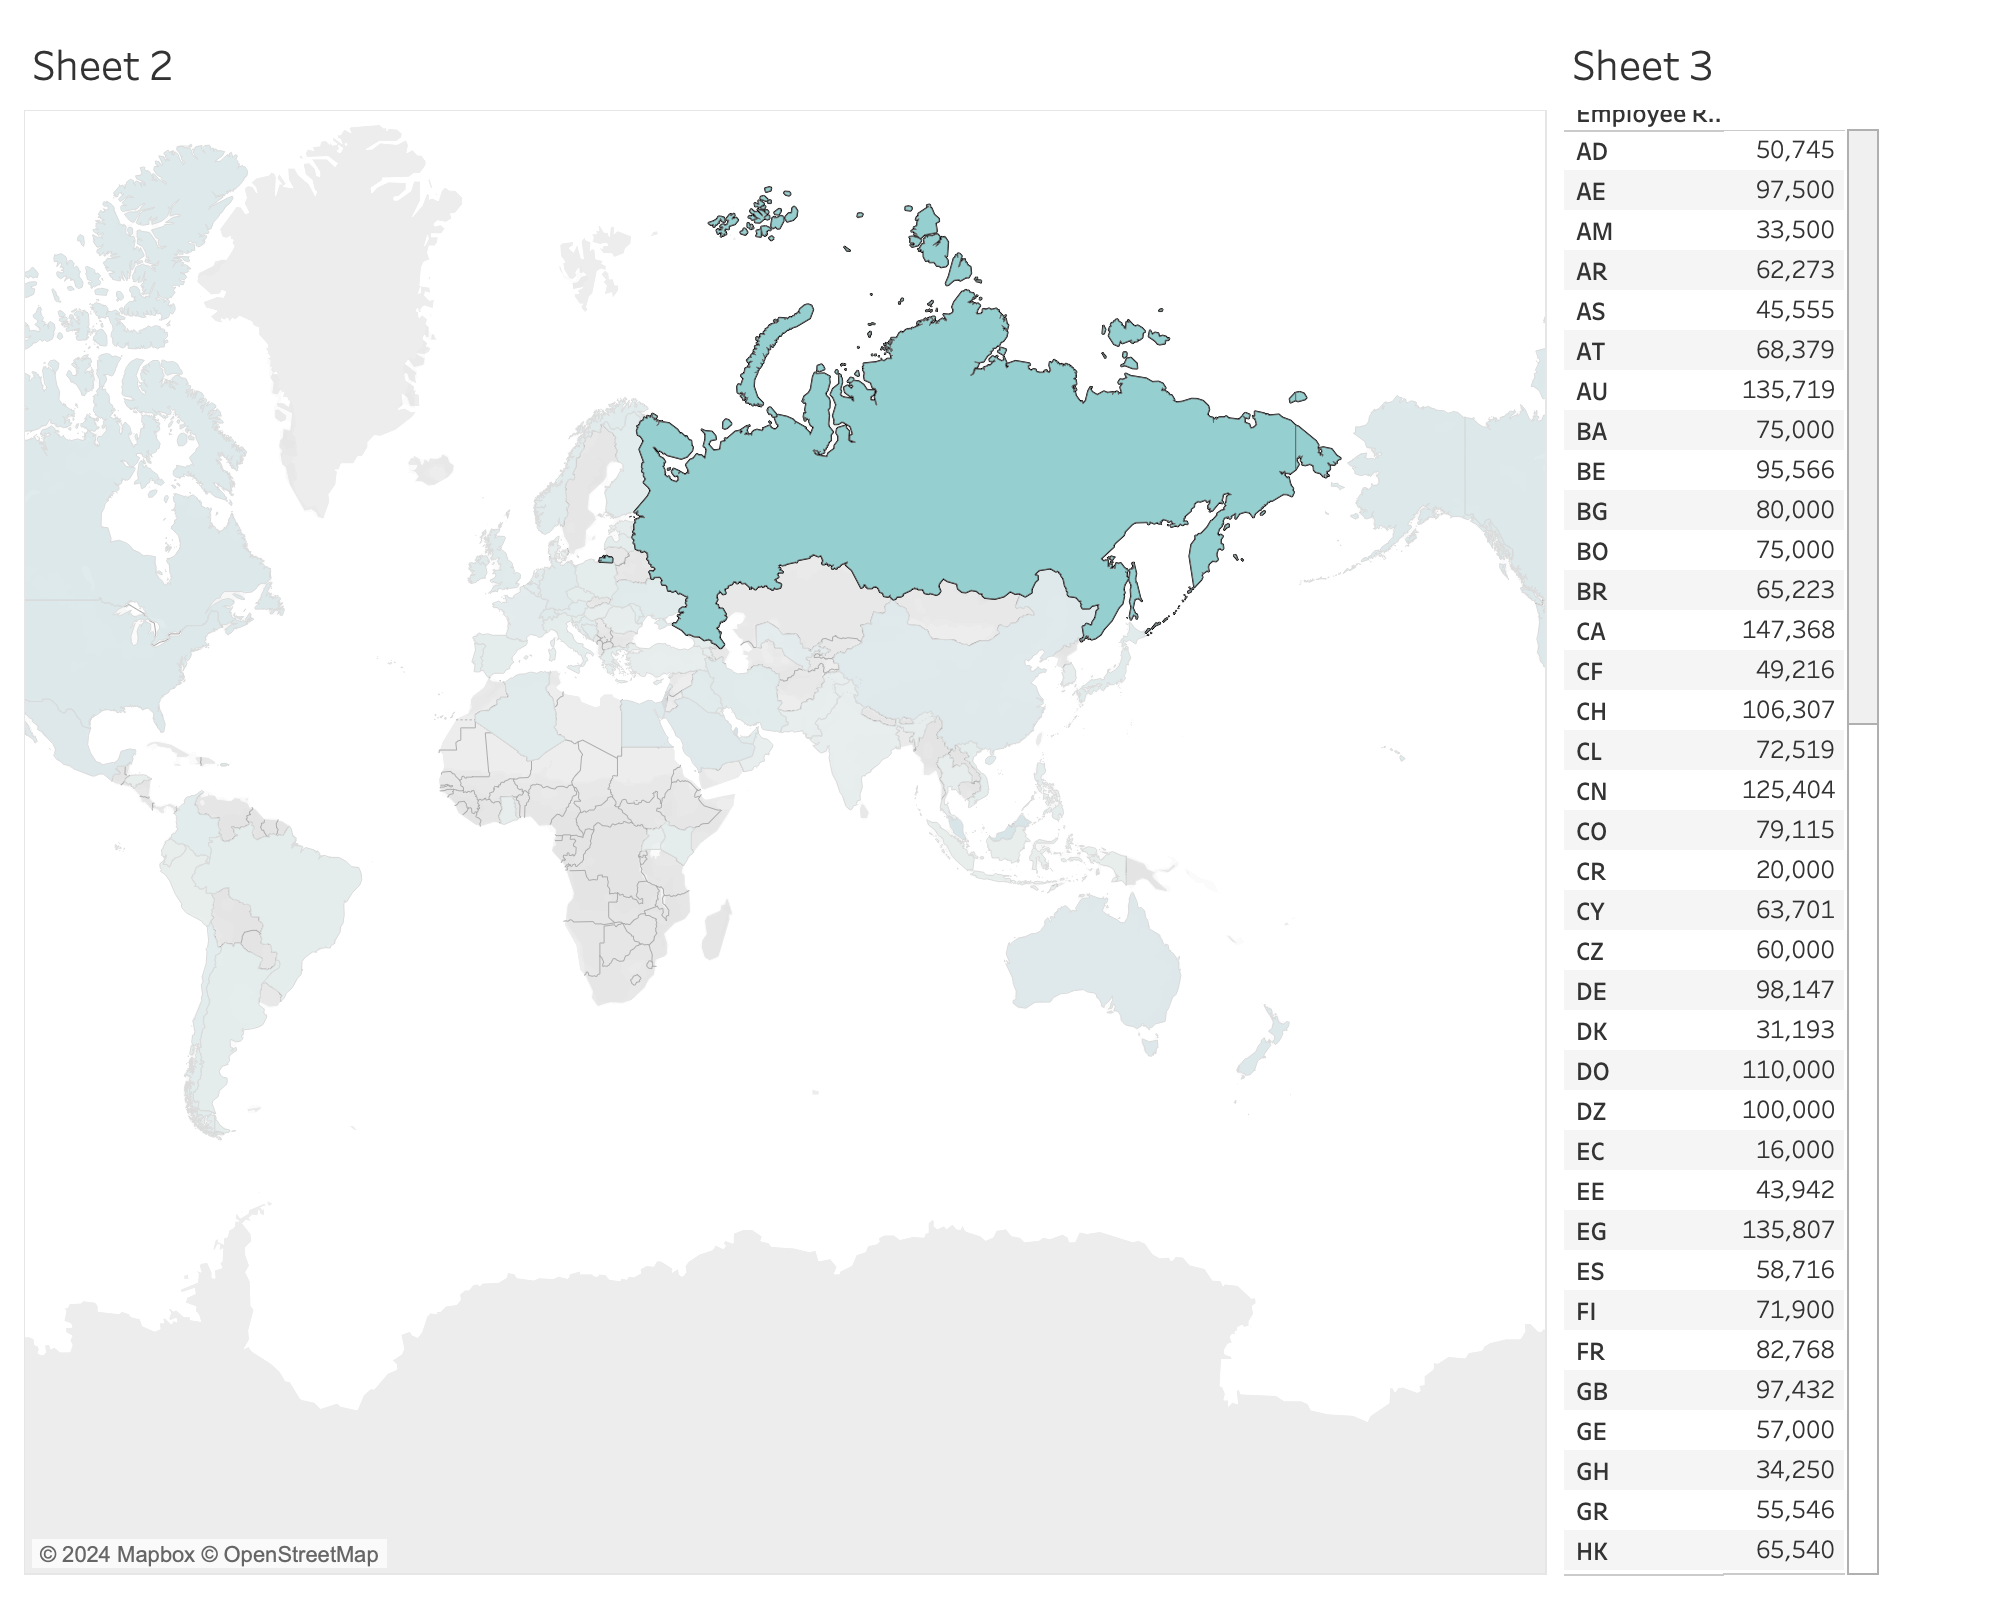 Sheet 2
Sheet 3
Employee R..
AD 50,745
AE 97,500
AM 33,500
AR 62,273
AS 45,555
AT 68,379
AU 135,719
BA 75,000
BE 95,566
BG 80,000
BO 75,000
BR 65,223
CA 147,368
CF 49,216
CH 106,307
CL 72,519
CN 125,404
CO 79,115
CR 20,000
CY 63,701
CZ 60,000
DE 98,147
DK 31,193
DO 110,000
DZ 100,000
EC 16,000
EE 43,942
EG 135,807
ES 58,716
FI 71,900
FR 82,768
GB 97,432
GE 57,000
GH 34,250
GR 55,546
HK 65,540
© 2024 Mapbox © OpenStreetMap